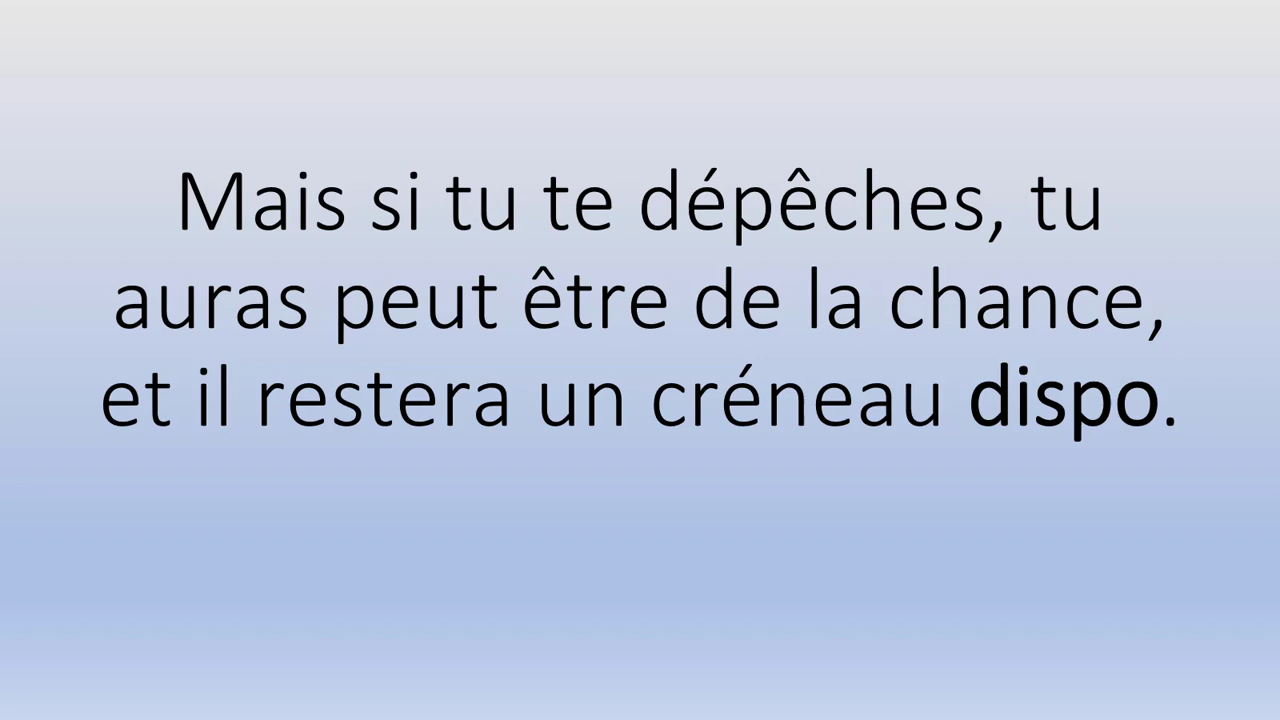 Mais si tu te dépêches, tu
auras peut être de la chance,
et il restera un créneau dispo.